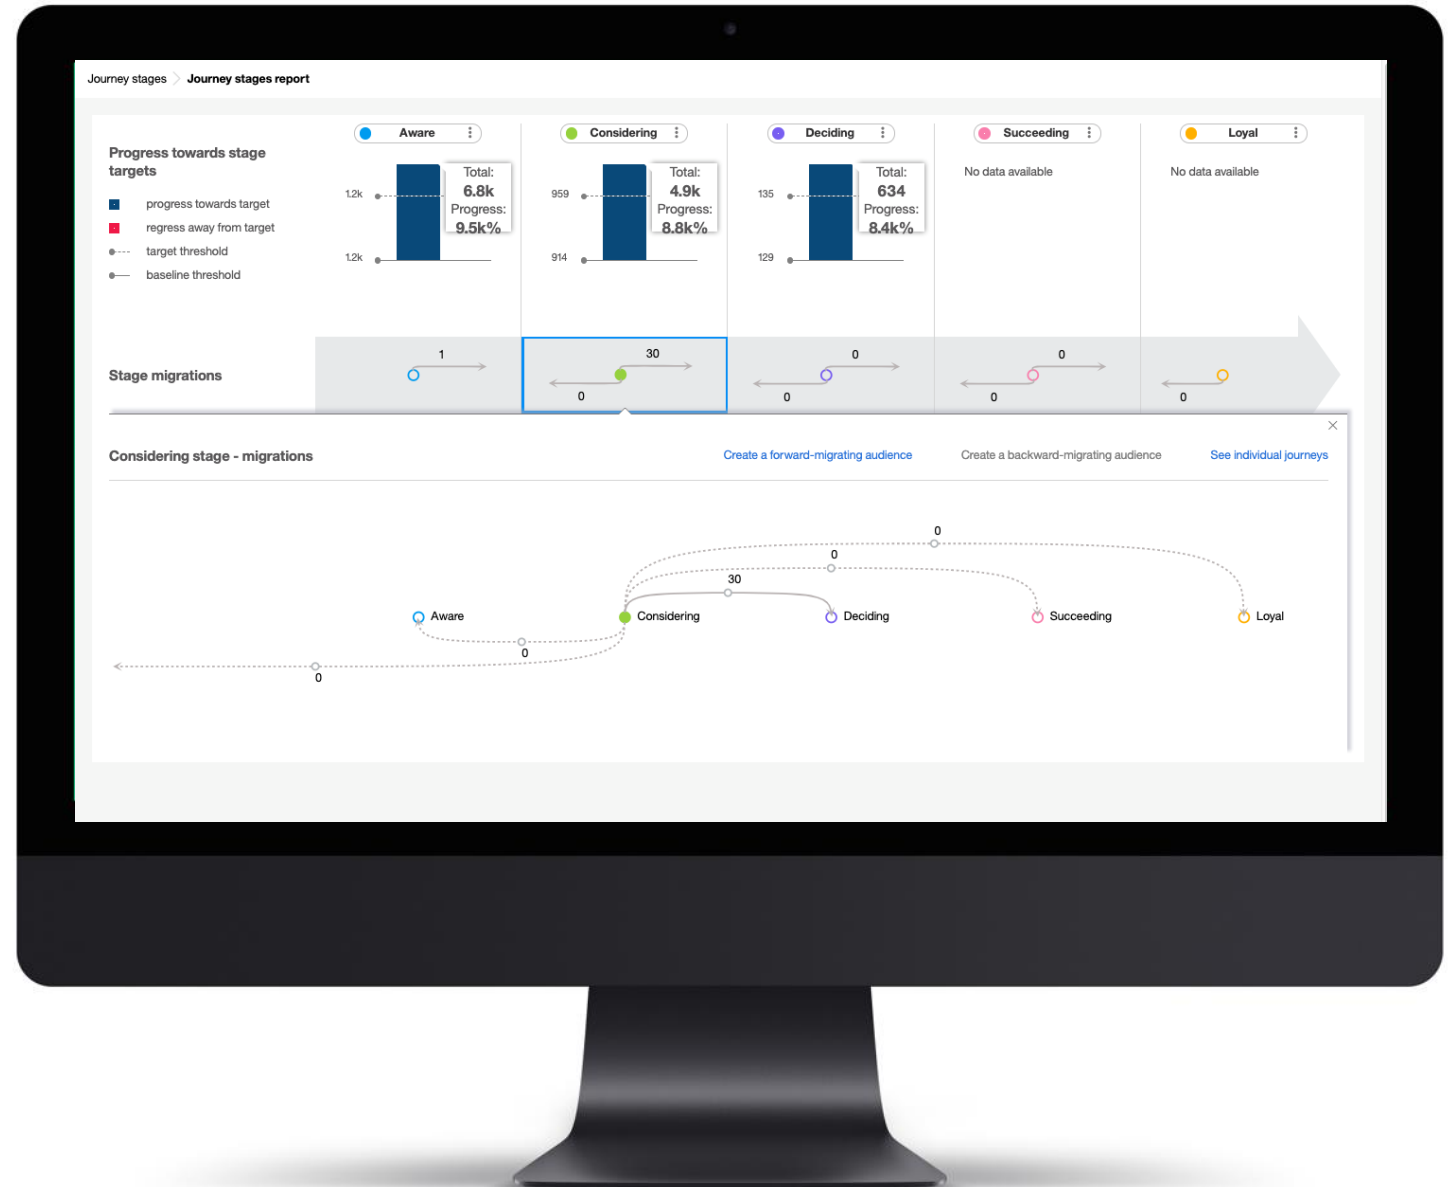 Journey stages
Journey stages report
Progress towards stage
targets
progress towards target
regress away from target
target threshold
baseline threshold
Aware
1.2k
1.2k
Total:
6.8k
Progress:
9.5k%
Considering
959
914
Total:
4.9k
Progress:
8.8k%
Deciding
135
129
Total:
634
Progress:
8.4k%
Succeeding
No data available
Loyal
No data available
Stage migrations
1
30
0
0
0
0
0
0
Considering stage - migrations
Create a forward-migrating audience
Create a backward-migrating audience
See individual journeys
0
0
30
Aware
Considering
Deciding
Succeeding
Loyal
0
0